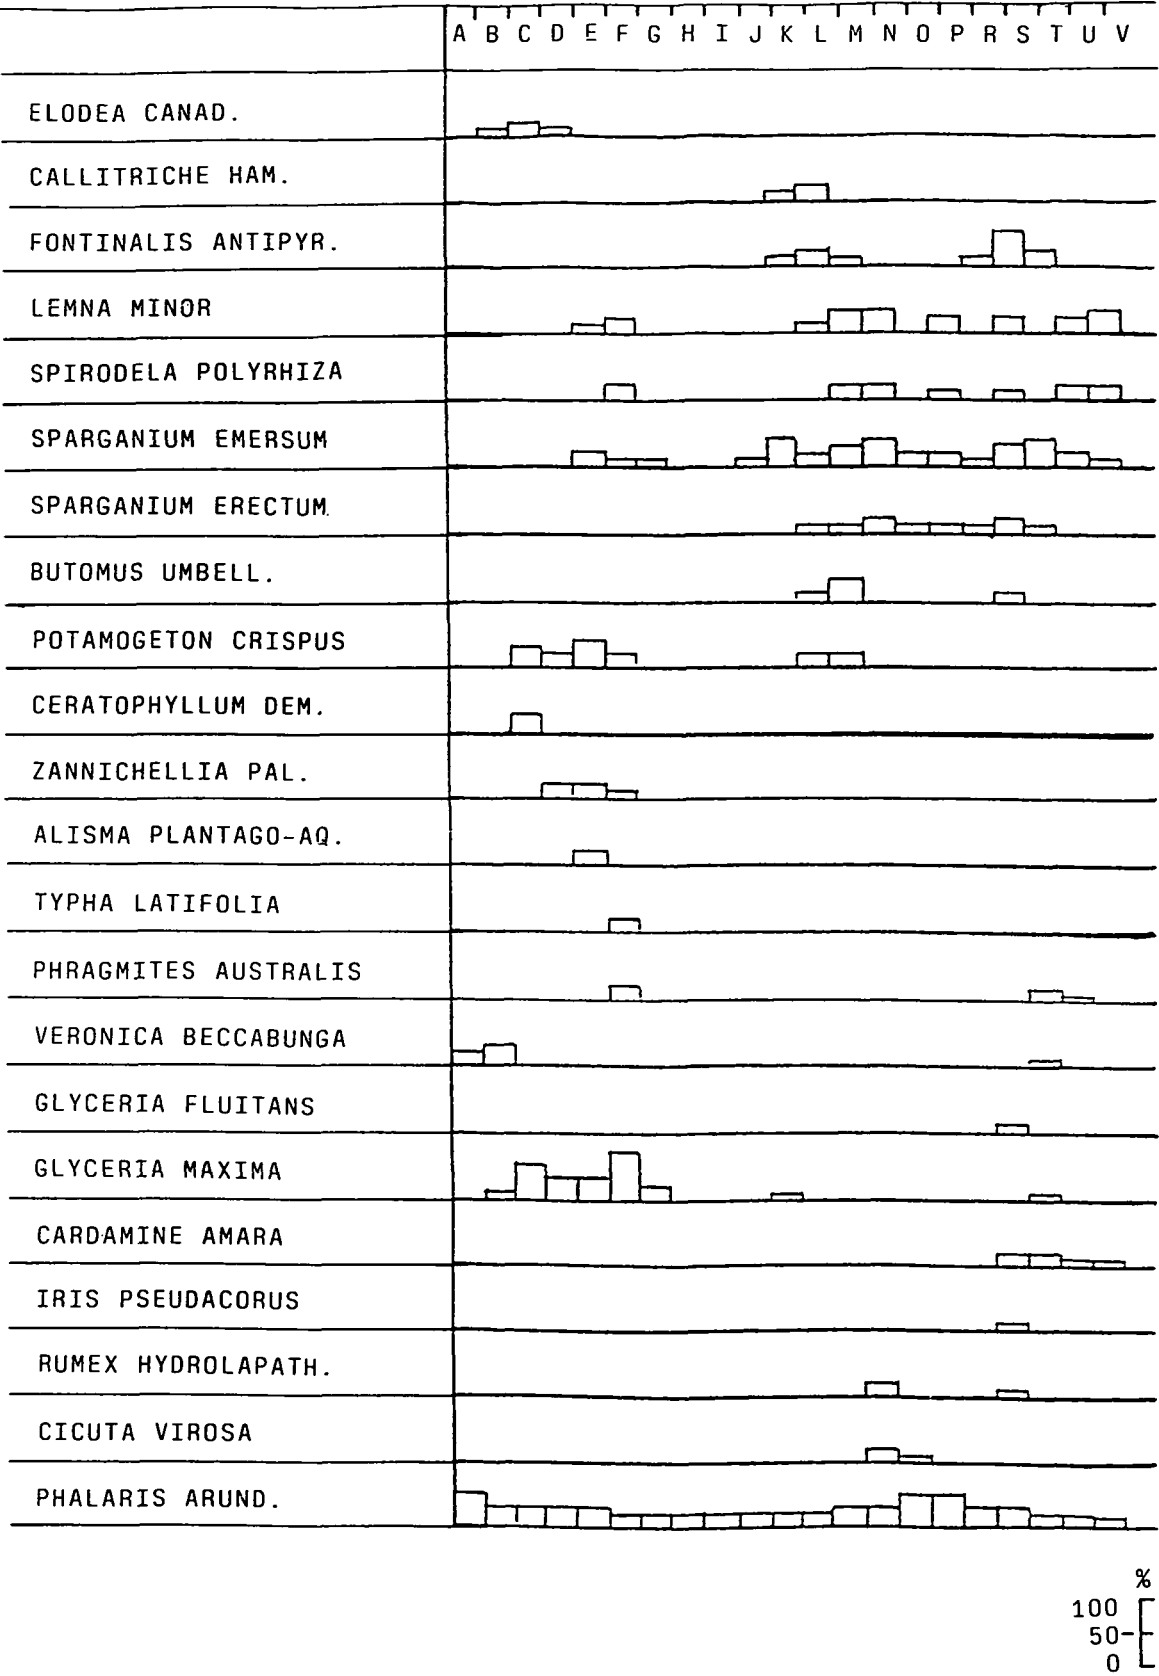 A B C D E F G H I J K L M N O P R S T U V
ELODEA CANAD.
CALLITRICHE HAM.
FONTINALIS ANTIPYR.
LEMNA MINOR
SPIRODELA POLYRHIZA
SPARGANIUM EMERSUM
SPARGANIUM ERECTUM
BUTOMUS UMBELL.
POTAMOGETON CRISPUS
CERATOPHYLLUM DEM.
ZANNICHELLIA PAL.
ALISMA PLANTAGO-AQ.
TYPHA LATIFOLIA
PHRAGMITES AUSTRALIS
VERONICA BECCABUNGA
GLYCERIA FLUITANS
GLYCERIA MAXIMA
CARDAMINE AMARA
IRIS PSEUDACORUS
RUMEX HYDROLAPATH.
CICUTA VIROSA
PHALARIS ARUND.
%
100
50
0